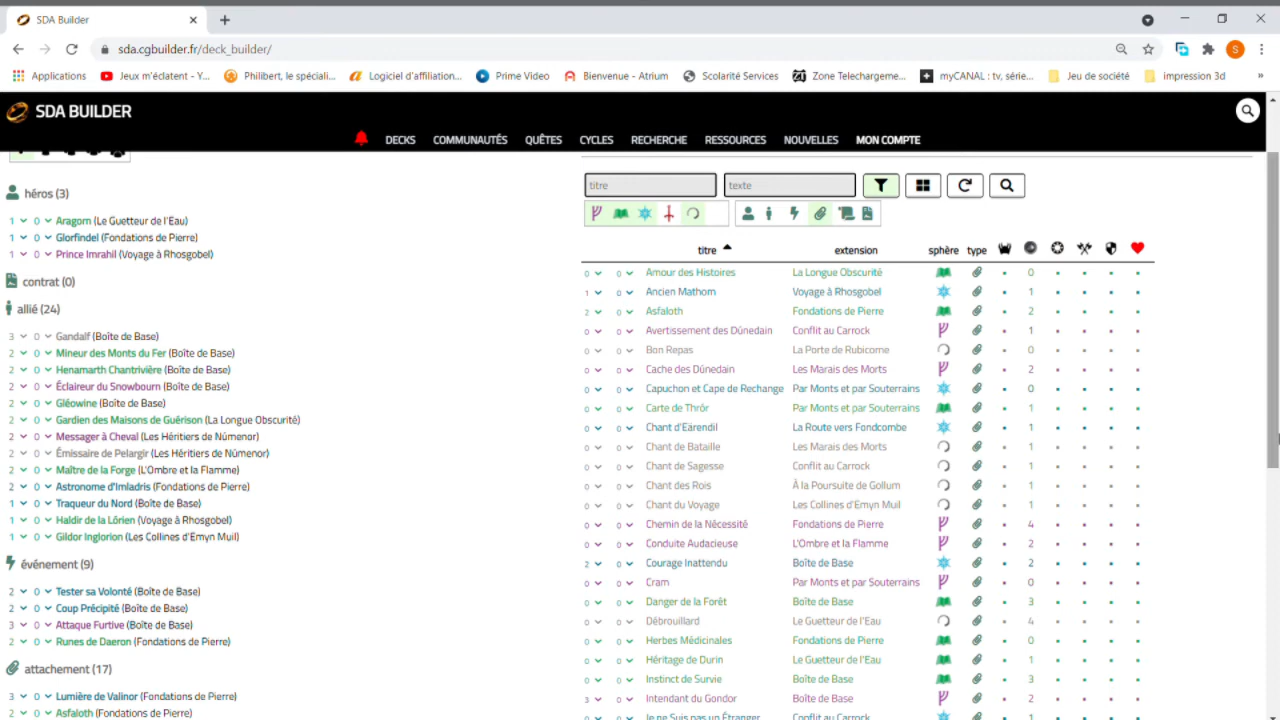 SDA Builder
sda.cgbuilder.fr/deck_builder/
S
Applications
Jeux m'éclatent - Y...
Philibert, le spéciali...
Logiciel d'affiliation...
Prime Video
Bienvenue - Atrium
Scolarité Services
Zone Telechargeme...
myCANAL : tv, série...
Jeu de société
impression 3d
»
SDA BUILDER
DECKS COMMUNAUTÉS QUÊTES CYCLES RECHERCHE RESSOURCES NOUVELLES MON COMPTE
héros (3)
1 0 Aragorn (Le Guetteur de l'Eau)
1 0 Glorfindel (Fondations de Pierre)
1 0 Prince Imrahil (Voyage à Rhosgobel)
contrat (0)
allié (24)
3 0 Gandalf (Boîte de Base)
2 0 Mineur des Monts du Fer (Boîte de Base)
2 0 Henamarth Chantrivière (Boîte de Base)
2 0 Éclaireur du Snowbourn (Boîte de Base)
2 0 Gléowine (Boîte de Base)
2 0 Gardien des Maisons de Guérison (La Longue Obscurité)
2 0 Messager à Cheval (Les Héritiers de Númenor)
2 0 Émissaire de Pelargir (Les Héritiers de Númenor)
2 0 Maître de la Forge (L'Ombre et la Flamme)
2 0 Astronome d'Imladris (Fondations de Pierre)
1 0 Traqueur du Nord (Boîte de Base)
1 0 Haldir de la Lórien (Voyage à Rhosgobel)
1 0 Gildor Inglorion (Les Collines d'Emyn Muil)
événement (9)
2 0 Tester sa Volonté (Boîte de Base)
2 0 Coup Précipité (Boîte de Base)
3 0 Attaque Furtive (Boîte de Base)
2 0 Runes de Daeron (Fondations de Pierre)
attachement (17)
3 0 Lumière de Valinor (Fondations de Pierre)
2 0 Asfaloth (Fondations de Pierre)
titre texte
titre extension sphère type
0 0 Amour des Histoires La Longue Obscurité 0
1 0 Ancien Mathom Voyage à Rhosgobel 1
2 0 Asfaloth Fondations de Pierre 2
0 0 Avertissement des Dúnedain Conflit au Carrock 1
0 0 Bon Repas La Porte de Rubicorne 0
0 0 Cache des Dúnedain Les Marais des Morts 2
0 0 Capuchon et Cape de Rechange Par Monts et par Souterrains 0
0 0 Carte de Thrór Par Monts et par Souterrains 1
0 0 Chant d'Eärendil La Route vers Fondcombe 1
0 0 Chant de Bataille Les Marais des Morts 1
0 0 Chant de Sagesse Conflit au Carrock 1
0 0 Chant des Rois À la Poursuite de Gollum 1
0 0 Chant du Voyage Les Collines d'Emyn Muil 1
0 0 Chemin de la Nécessité Fondations de Pierre 4
0 0 Conduite Audacieuse L'Ombre et la Flamme 2
2 0 Courage Inattendu Boîte de Base 2
0 0 Cram Par Monts et par Souterrains 0
0 0 Danger de la Forêt Boîte de Base 3
0 0 Débrouillard Le Guetteur de l'Eau 4
0 0 Herbes Médicinales Fondations de Pierre 0
0 0 Héritage de Durin Le Guetteur de l'Eau 1
0 0 Instinct de Survie Boîte de Base 3
3 0 Intendant du Gondor Boîte de Base 2
0 0 Je ne Suis pas un Étranger Conflit au Carrock 1